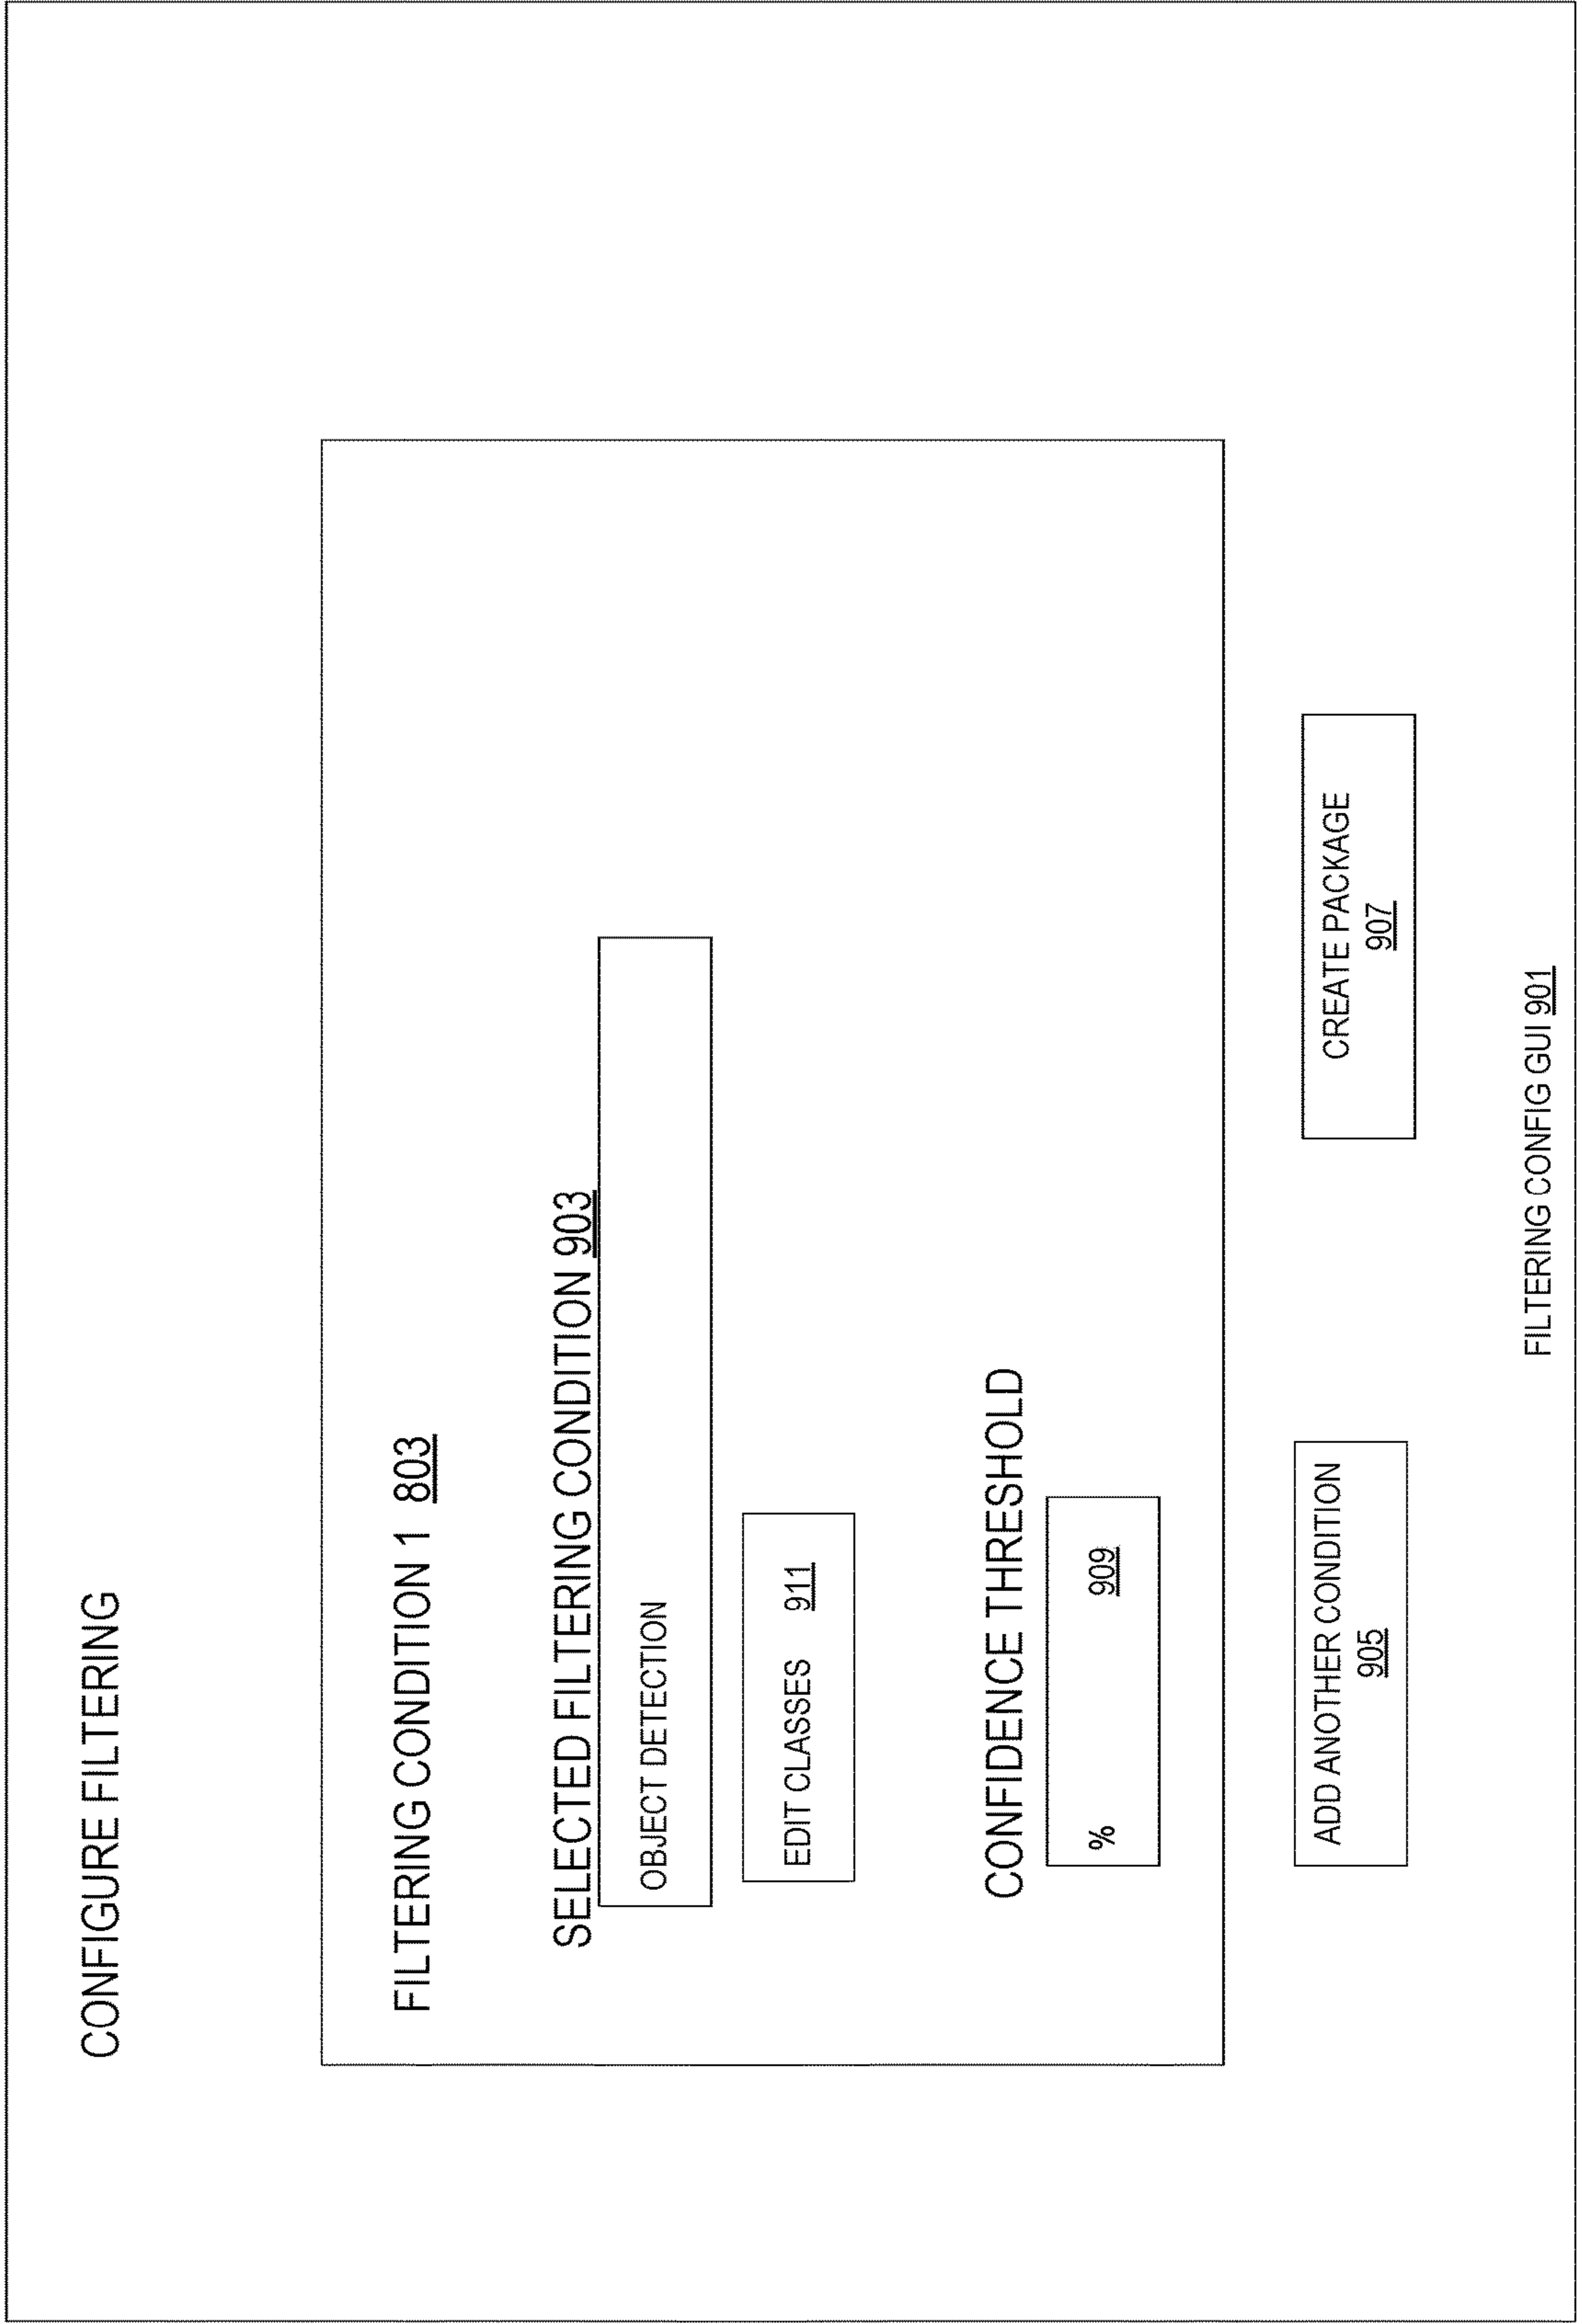 CONFIGURE FILTERING
FILTERING CONDITION 1 803
SELECTED FILTERING CONDITION 903
OBJECT DETECTION
EDIT CLASSES 911
CONFIDENCE THRESHOLD
% 909
ADD ANOTHER CONDITION
905
CREATE PACKAGE
907
FILTERING CONFIG GUI 901